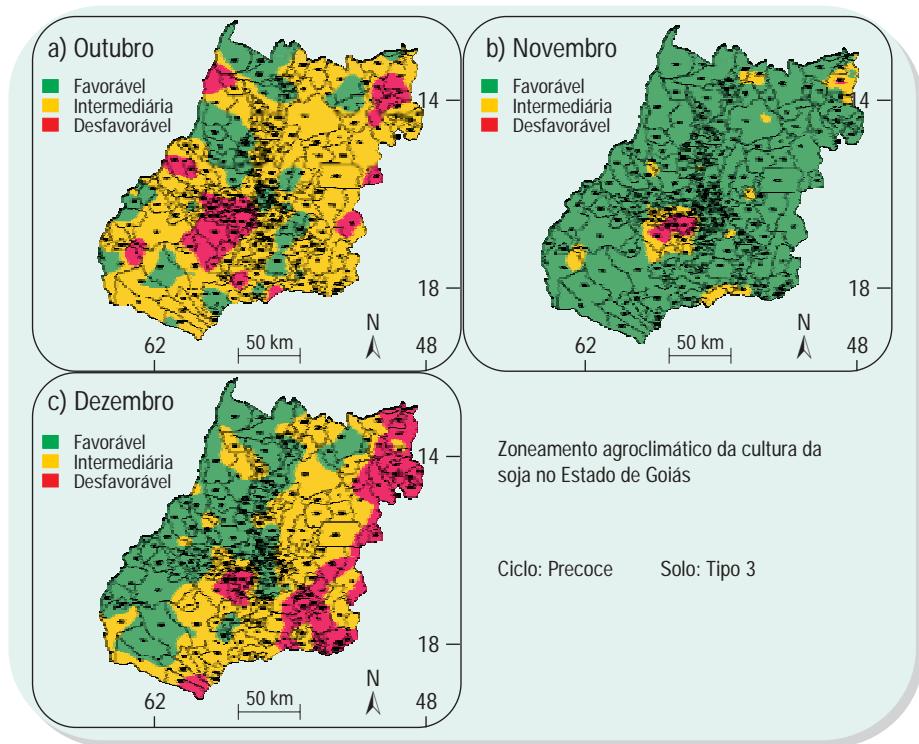 a) Outubro
Favorável
Intermediária
Desfavorável
14
18
N
62
50 km
48
b) Novembro
Favorável
Intermediária
Desfavorável
14
18
N
62
50 km
48
c) Dezembro
Favorável
Intermediária
Desfavorável
14
18
N
62
50 km
48
Zoneamento agroclimático da cultura da
soja no Estado de Goiás
Ciclo: Precoce Solo: Tipo 3